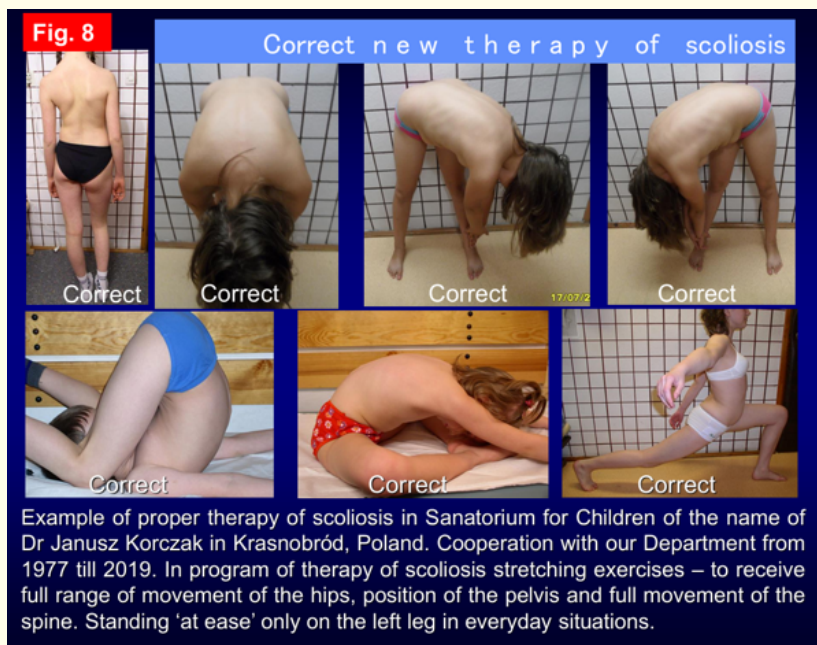 Fig. 8
Correct new therapy of scoliosis
Correct
Correct
Correct
Correct
17/07/2
Correct
Correct
Correct
Example of proper therapy of scoliosis in Sanatorium for Children of the name of
Dr Janusz Korczak in Krasnobród, Poland. Cooperation with our Department from
1977 till 2019. In program of therapy of scoliosis stretching exercises – to receive
full range of movement of the hips, position of the pelvis and full movement of the
spine. Standing ‘at ease’ only on the left leg in everyday situations.